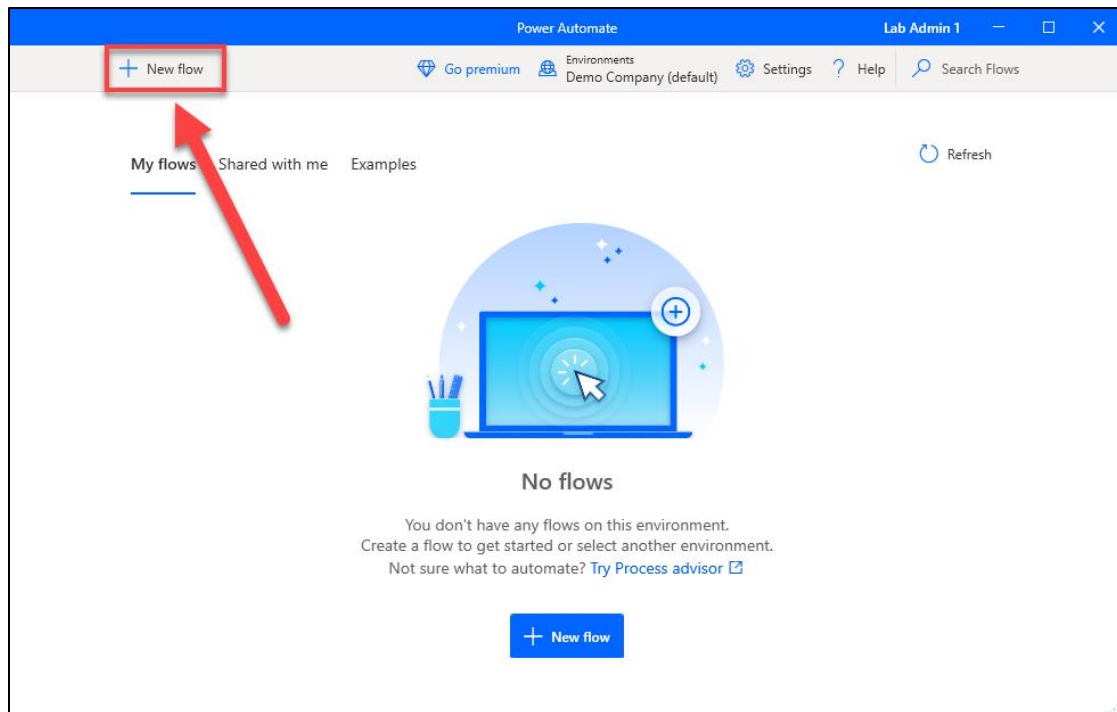 Power Automate
Lab Admin 1
New flow
Go premium
Environments
Demo Company (default)
Settings
? Help
Search Flows
My flows
Shared with me
Examples
Refresh
No flows
You don't have any flows on this environment.
Create a flow to get started or select another environment.
Not sure what to automate? Try Process advisor
New flow